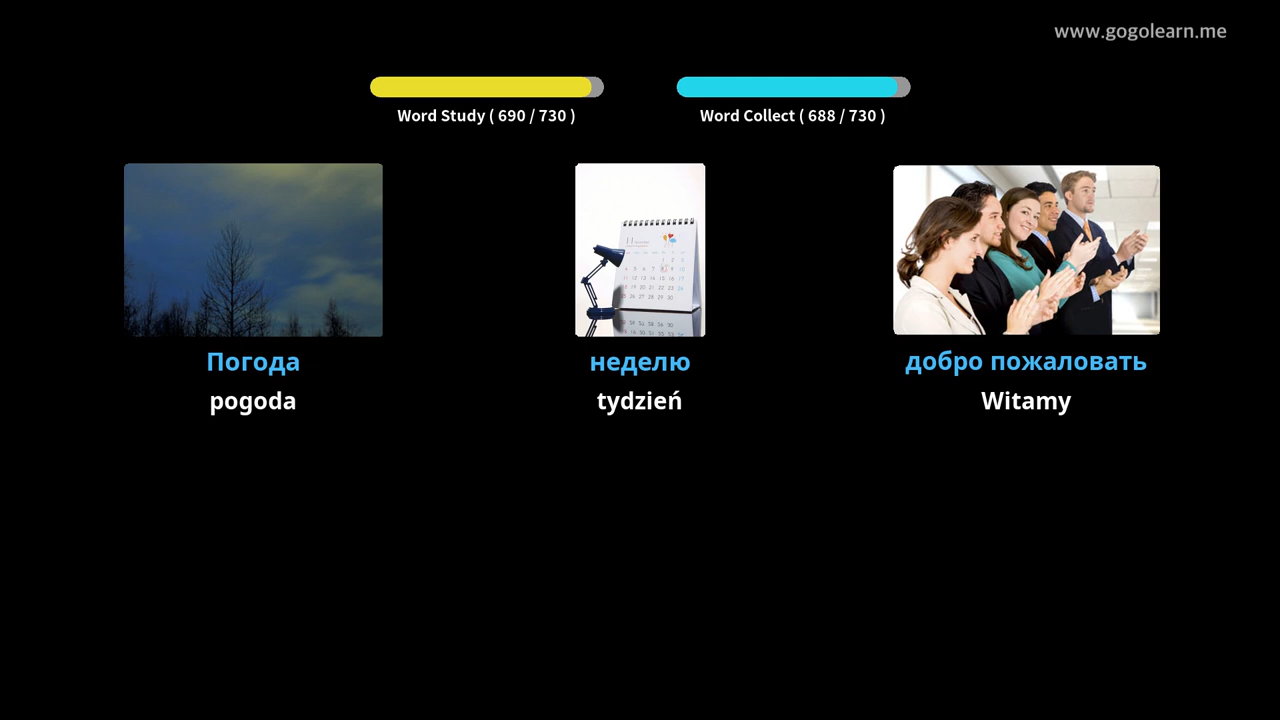 www.gogolearn.me
Word Study ( 690 / 730 )
Word Collect ( 688 / 730 )
Погода
pogoda
неделю
tydzień
добро пожаловать
Witamy